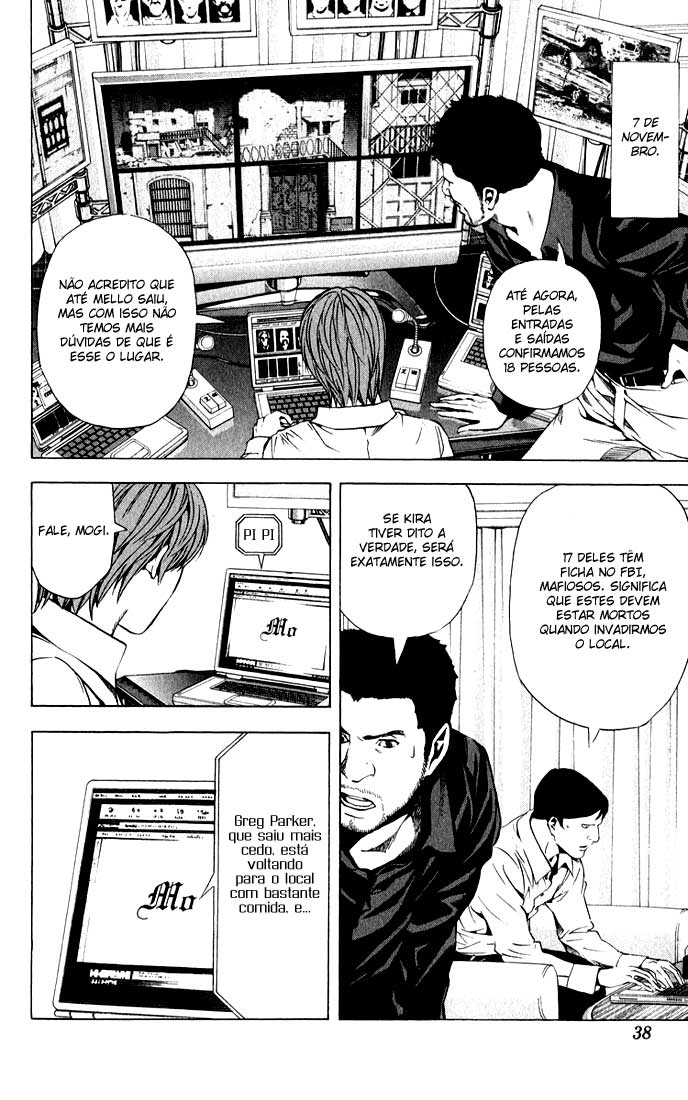 7 DE
NOVEM-
BRO.
ATÉ AGORA,
PELAS
ENTRADAS
E SAÍDAS
CONFIRMAMOS
18 PESSOAS.
NÃO ACREDITO QUE
ATÉ MELLO SAIU,
MAS COM ISSO NÃO
TEMOS MAIS
DÚVIDAS DE QUE É
ESSE O LUGAR.
17 DELES TÊM
FICHA NO FBI,
MAFIOSOS. SIGNIFICA
QUE ESTES DEVEM
ESTAR MORTOS
QUANDO INVADIRMOS
O LOCAL.
SE KIRA
TIVER DITO A
VERDADE, SERÁ
EXATAMENTE ISSO.
PI PI
FALE, MOGI.
Mo
Greg Parker,
que saiu mais
cedo, está
voltando
para o local
com bastante
comida, e...
Mo
38